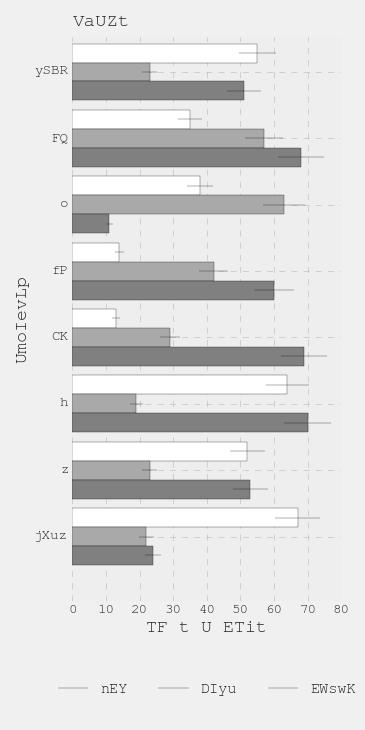 VaUZt
ySBR
FQ
o
fP
CK
h
z
jXuz
UmoIevLp
0 10 20 30 40 50 60 70 80
TF t U ETit
nEY DIyu EWswK